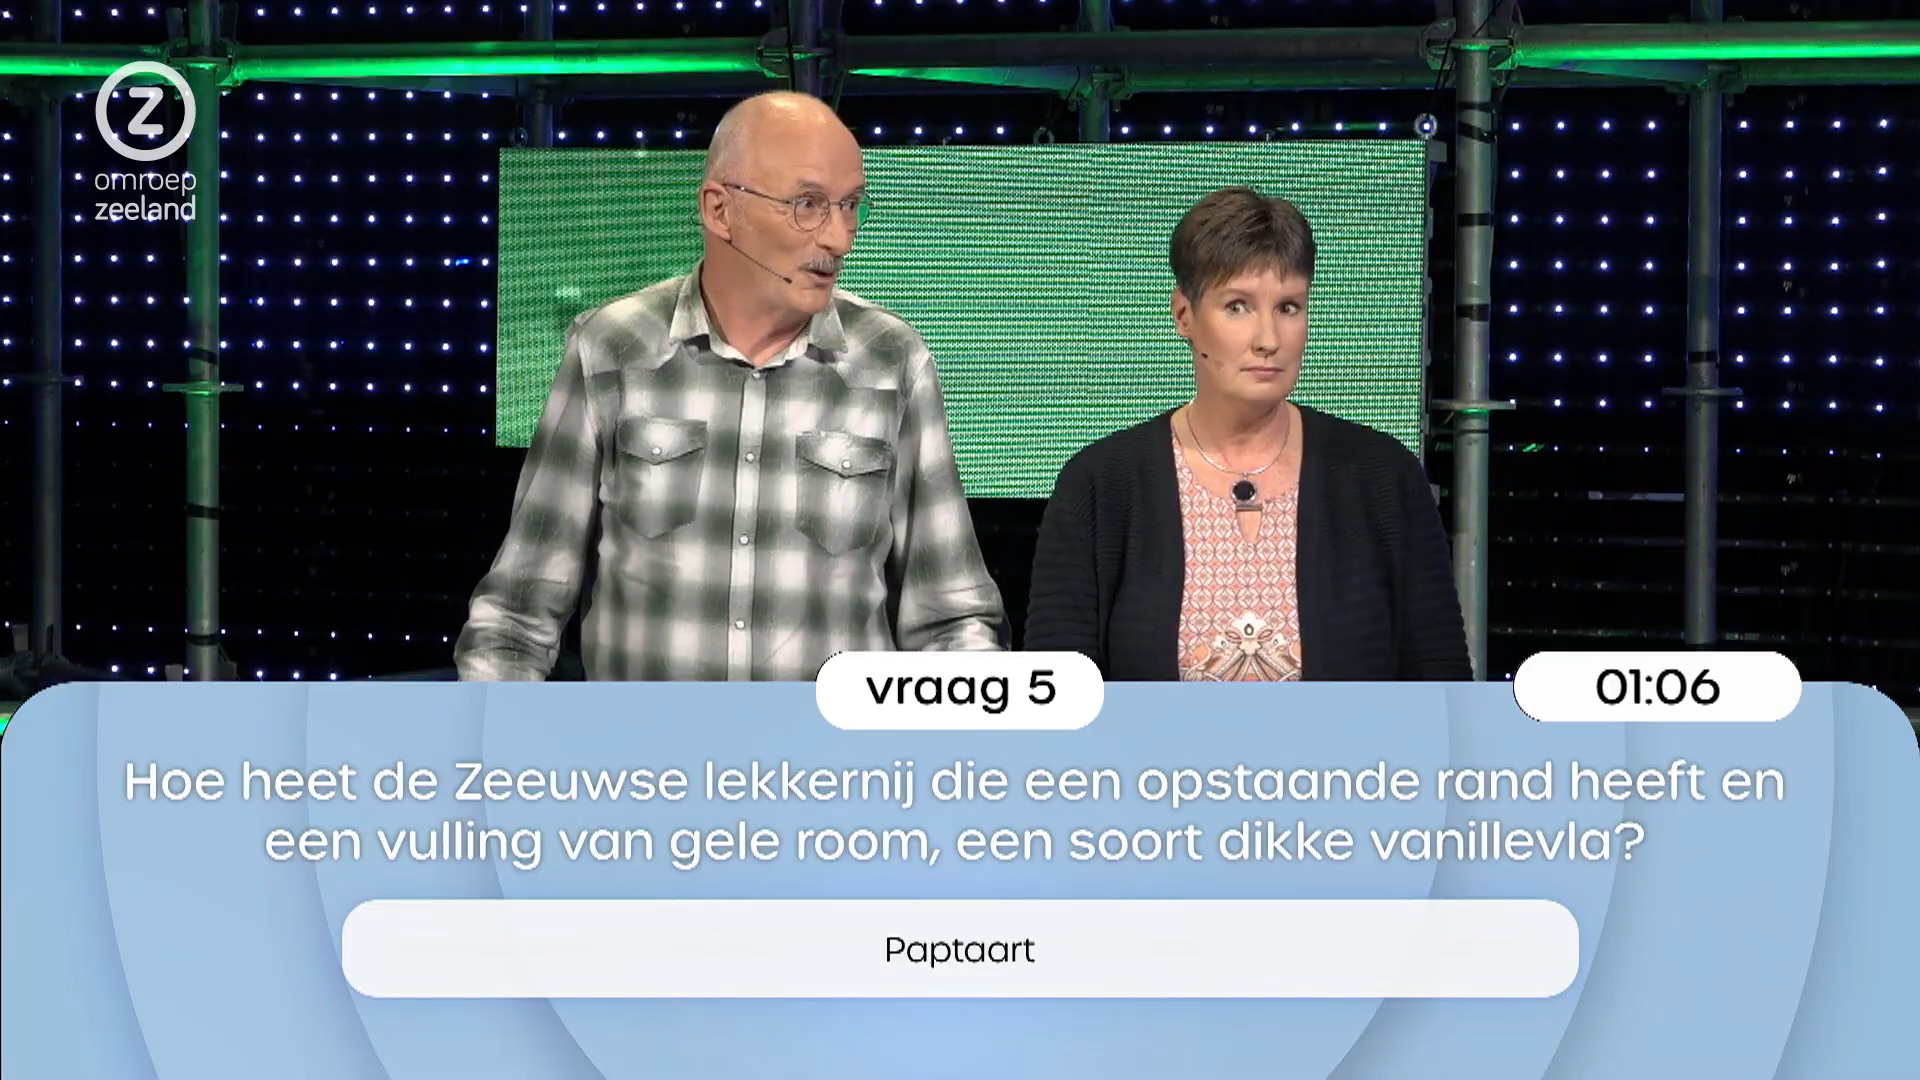 Z
omroep
zeeland
vraag 5
01:06
Hoe heet de Zeeuwse lekkernij die een opstaande rand heeft en
een vulling van gele room, een soort dikke vanillevla?
Paptaart